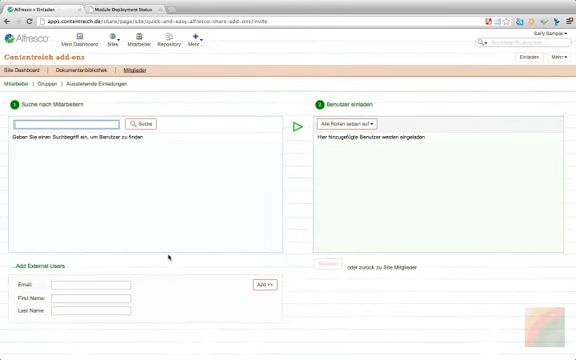 Alfresco » Einladen
Module Deployment Status
apps.contentreich.de/share/page/site/quick-and-easy-alfresco-share-add-ons/invite
Alfresco
Mein Dashboard
Sites
Mitarbeiter
Repository
Mehr...
Sally Sample
Contentreich add-ons
Einladen
Mehr
Site Dashboard
Dokumentenbibliothek
Mitglieder
Mitarbeiter
Gruppen
Ausstehende Einladungen
1 Suche nach Mitarbeitern
2 Benutzer einladen
Suche
Alle Rollen setzen auf
Geben Sie einen Suchbegriff ein, um Benutzer zu finden
Hier hinzugefügte Benutzer werden eingeladen
...Add External Users
oder zurück zu Site Mitglieder
Email:
Add >>
First Name:
Last Name: